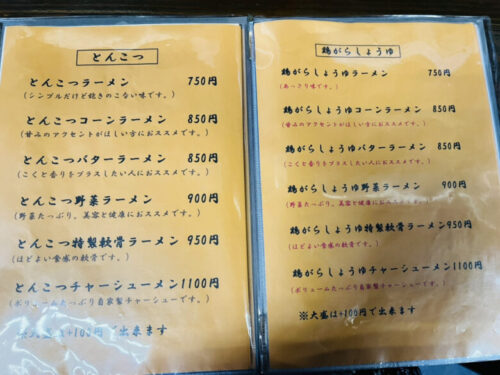 とんこつ
とんこつラーメン 750円
(シンプルだけど飽きのこない味です。)
とんこつコーンラーメン 850円
(甘みのアクセントがほしい方におススメです。)
とんこつバターラーメン 850円
(こくと香りをプラスしたい人におススメです。)
とんこつ野菜ラーメン 900円
(野菜たっぷり。美容と健康におススメです。)
とんこつ特製軟骨ラーメン 950円
(ほどよい食感の軟骨です。)
とんこつチャーシューメン 1100円
(ボリュームたっぷり自家製チャーシューです。)
※大盛は+100円で出来ます
鶏がらしょうゆ
鶏がらしょうゆラーメン 750円
(あっさり味です。)
鶏がらしょうゆコーンラーメン 850円
(甘みのアクセントがほしい方におススメです。)
鶏がらしょうゆバターラーメン 850円
(こくと香りをプラスしたい人におススメです。)
鶏がらしょうゆ野菜ラーメン 900円
(野菜たっぷり。美容と健康におススメです。)
鶏がらしょうゆ特製軟骨ラーメン 950円
(ほどよい食感の軟骨です。)
鶏がらしょうゆチャーシューメン 1100円
(ボリュームたっぷり自家製チャーシューです。)
※大盛は+100円で出来ます